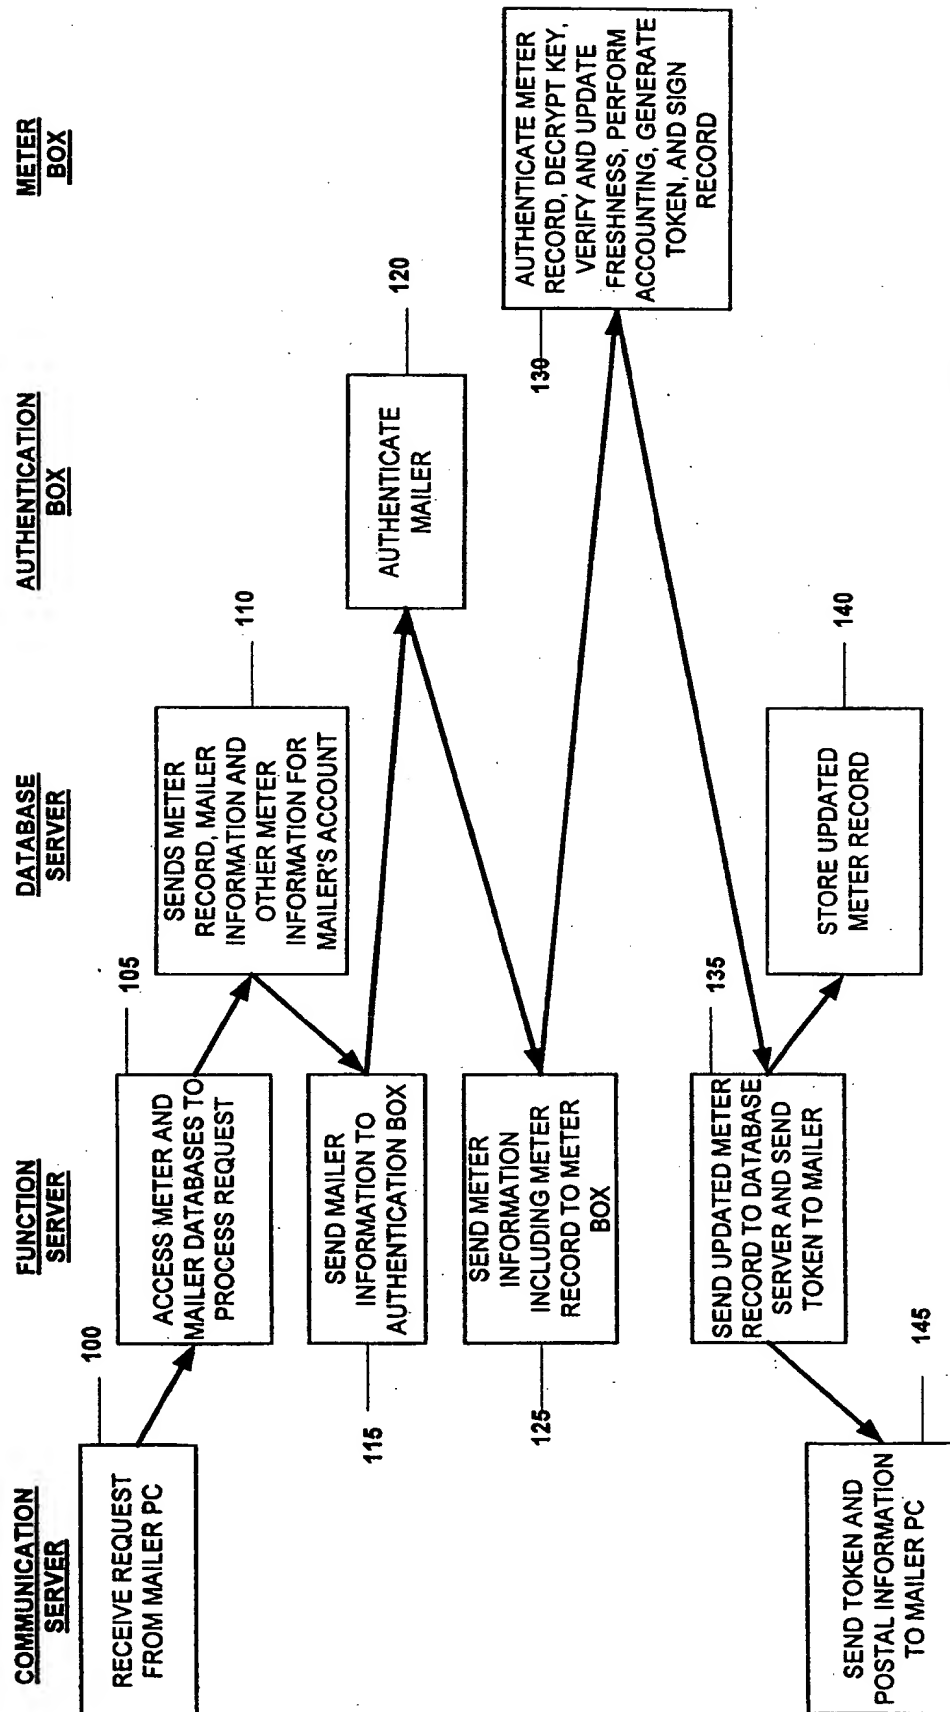 COMMUNICATION
SERVER
FUNCTION
SERVER
DATABASE
SERVER
AUTHENTICATION
BOX
METER
BOX
100
RECEIVE REQUEST
FROM MAILER PC
105
ACCESS METER AND
MAILER DATABASES TO
PROCESS REQUEST
110
SENDS METER
RECORD, MAILER
INFORMATION AND
OTHER METER
INFORMATION FOR
MAILER'S ACCOUNT
115
SEND MAILER
INFORMATION TO
AUTHENTICATION BOX
120
AUTHENTICATE
MAILER
125
SEND METER
INFORMATION
INCLUDING METER
RECORD TO METER
BOX
130
AUTHENTICATE METER
RECORD, DECRYPT KEY,
VERIFY AND UPDATE
FRESHNESS, PERFORM
ACCOUNTING, GENERATE
TOKEN, AND SIGN
RECORD
135
SEND UPDATED METER
RECORD TO DATABASE
SERVER AND SEND
TOKEN TO MAILER
140
STORE UPDATED
METER RECORD
145
SEND TOKEN AND
POSTAL INFORMATION
TO MAILER PC